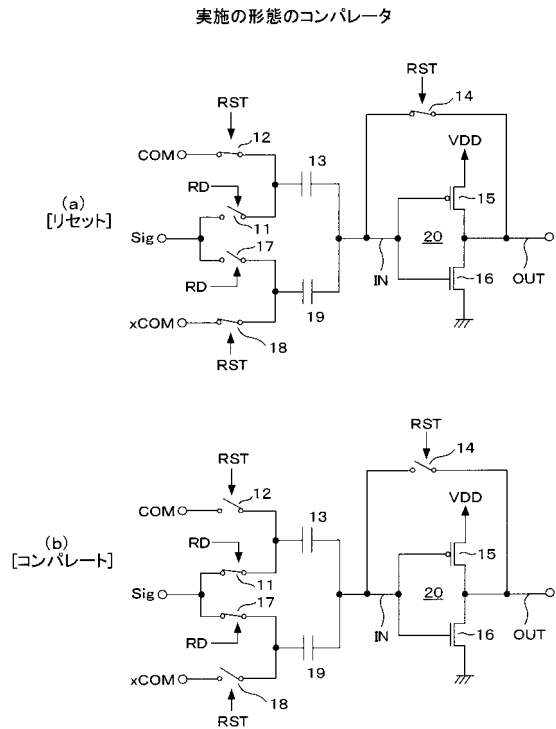 実施の形態のコンパレータ
RST
14
RST
VDD
12
13
COM
(a)
[リセット]
RD
11
15
Sig
17
20
IN
OUT
RD
16
19
xCOM
18
RST
RST
14
RST
VDD
12
13
COM
(b)
[コンパレート]
RD
11
15
Sig
17
20
IN
OUT
RD
16
19
xCOM
18
RST